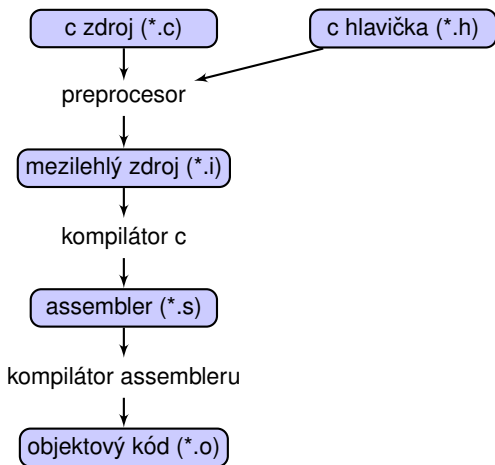 c zdroj (*.c)
c hlavička (*.h)
preprocesor
mezilehlý zdroj (*.i)
kompilátor c
assembler (*.s)
kompilátor assembleru
objektový kód (*.o)